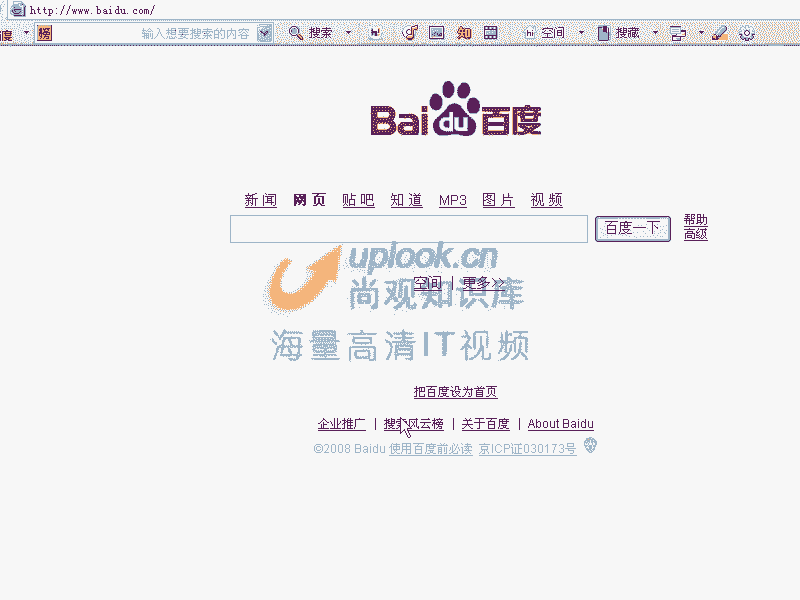 http://www.baidu.com/
度 榜 输入想要搜索的内容 搜索 hi 知 hi 空间 搜藏
Bai du 百度
新闻 网页 贴吧 知道 MP3 图片 视频
百度一下 帮助
高级
uplook.cn
空间 | 更多>>
尚观知识库
海量高清IT视频
把百度设为首页
企业推广 | 搜索风云榜 | 关于百度 | About Baidu
©2008 Baidu 使用百度前必读 京ICP证030173号